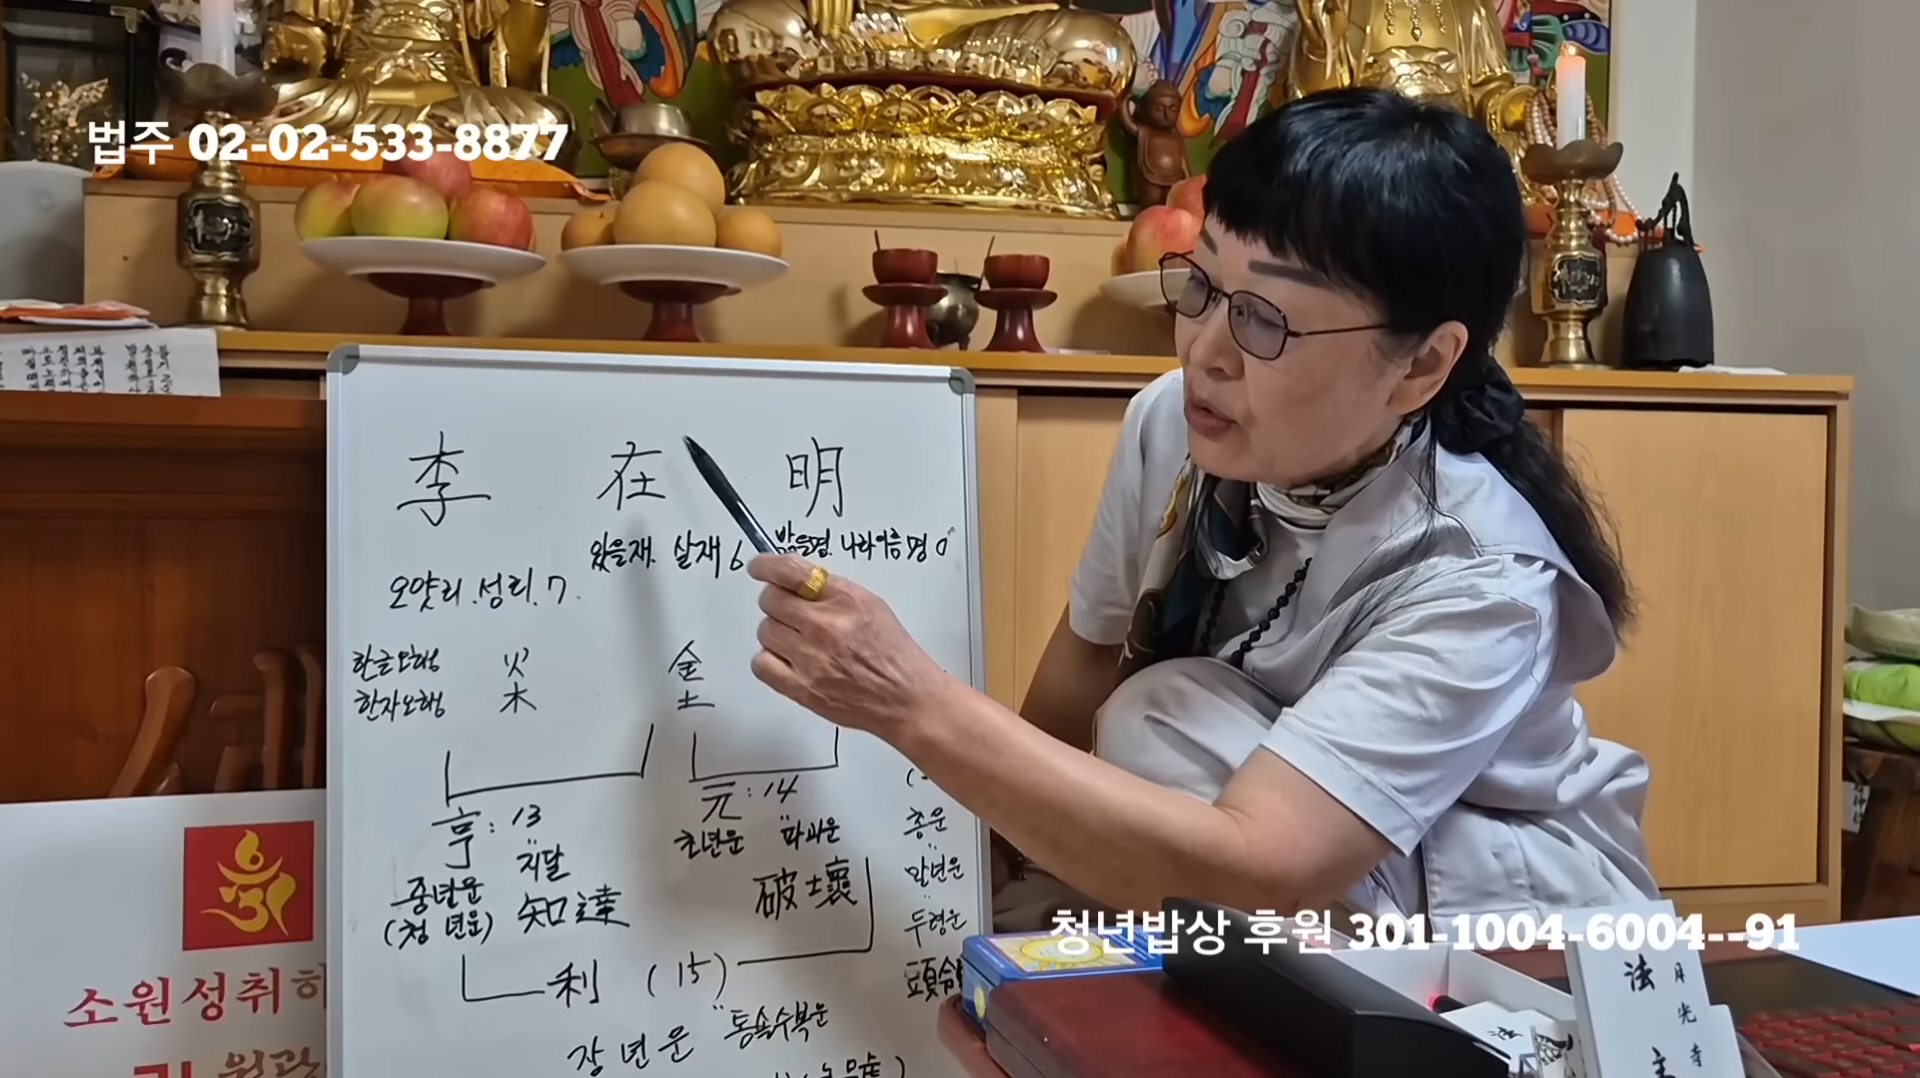 법주 02-02-533-8877
李 在 明
있을재. 살재 6 밝을명. 나라이름 명 0
오얏리. 성리. 7.
한글오행 火 金
한자오행 木 土
亨: 13 元: 14 총운
지달 초년운 파괴운 말년운
중년운 知達 破壞 두령운
(청년운)
利 (15)
장년운 통솔수복운
청년밥상 후원 301-1004-6004--91
소원성취
法主
月光寺